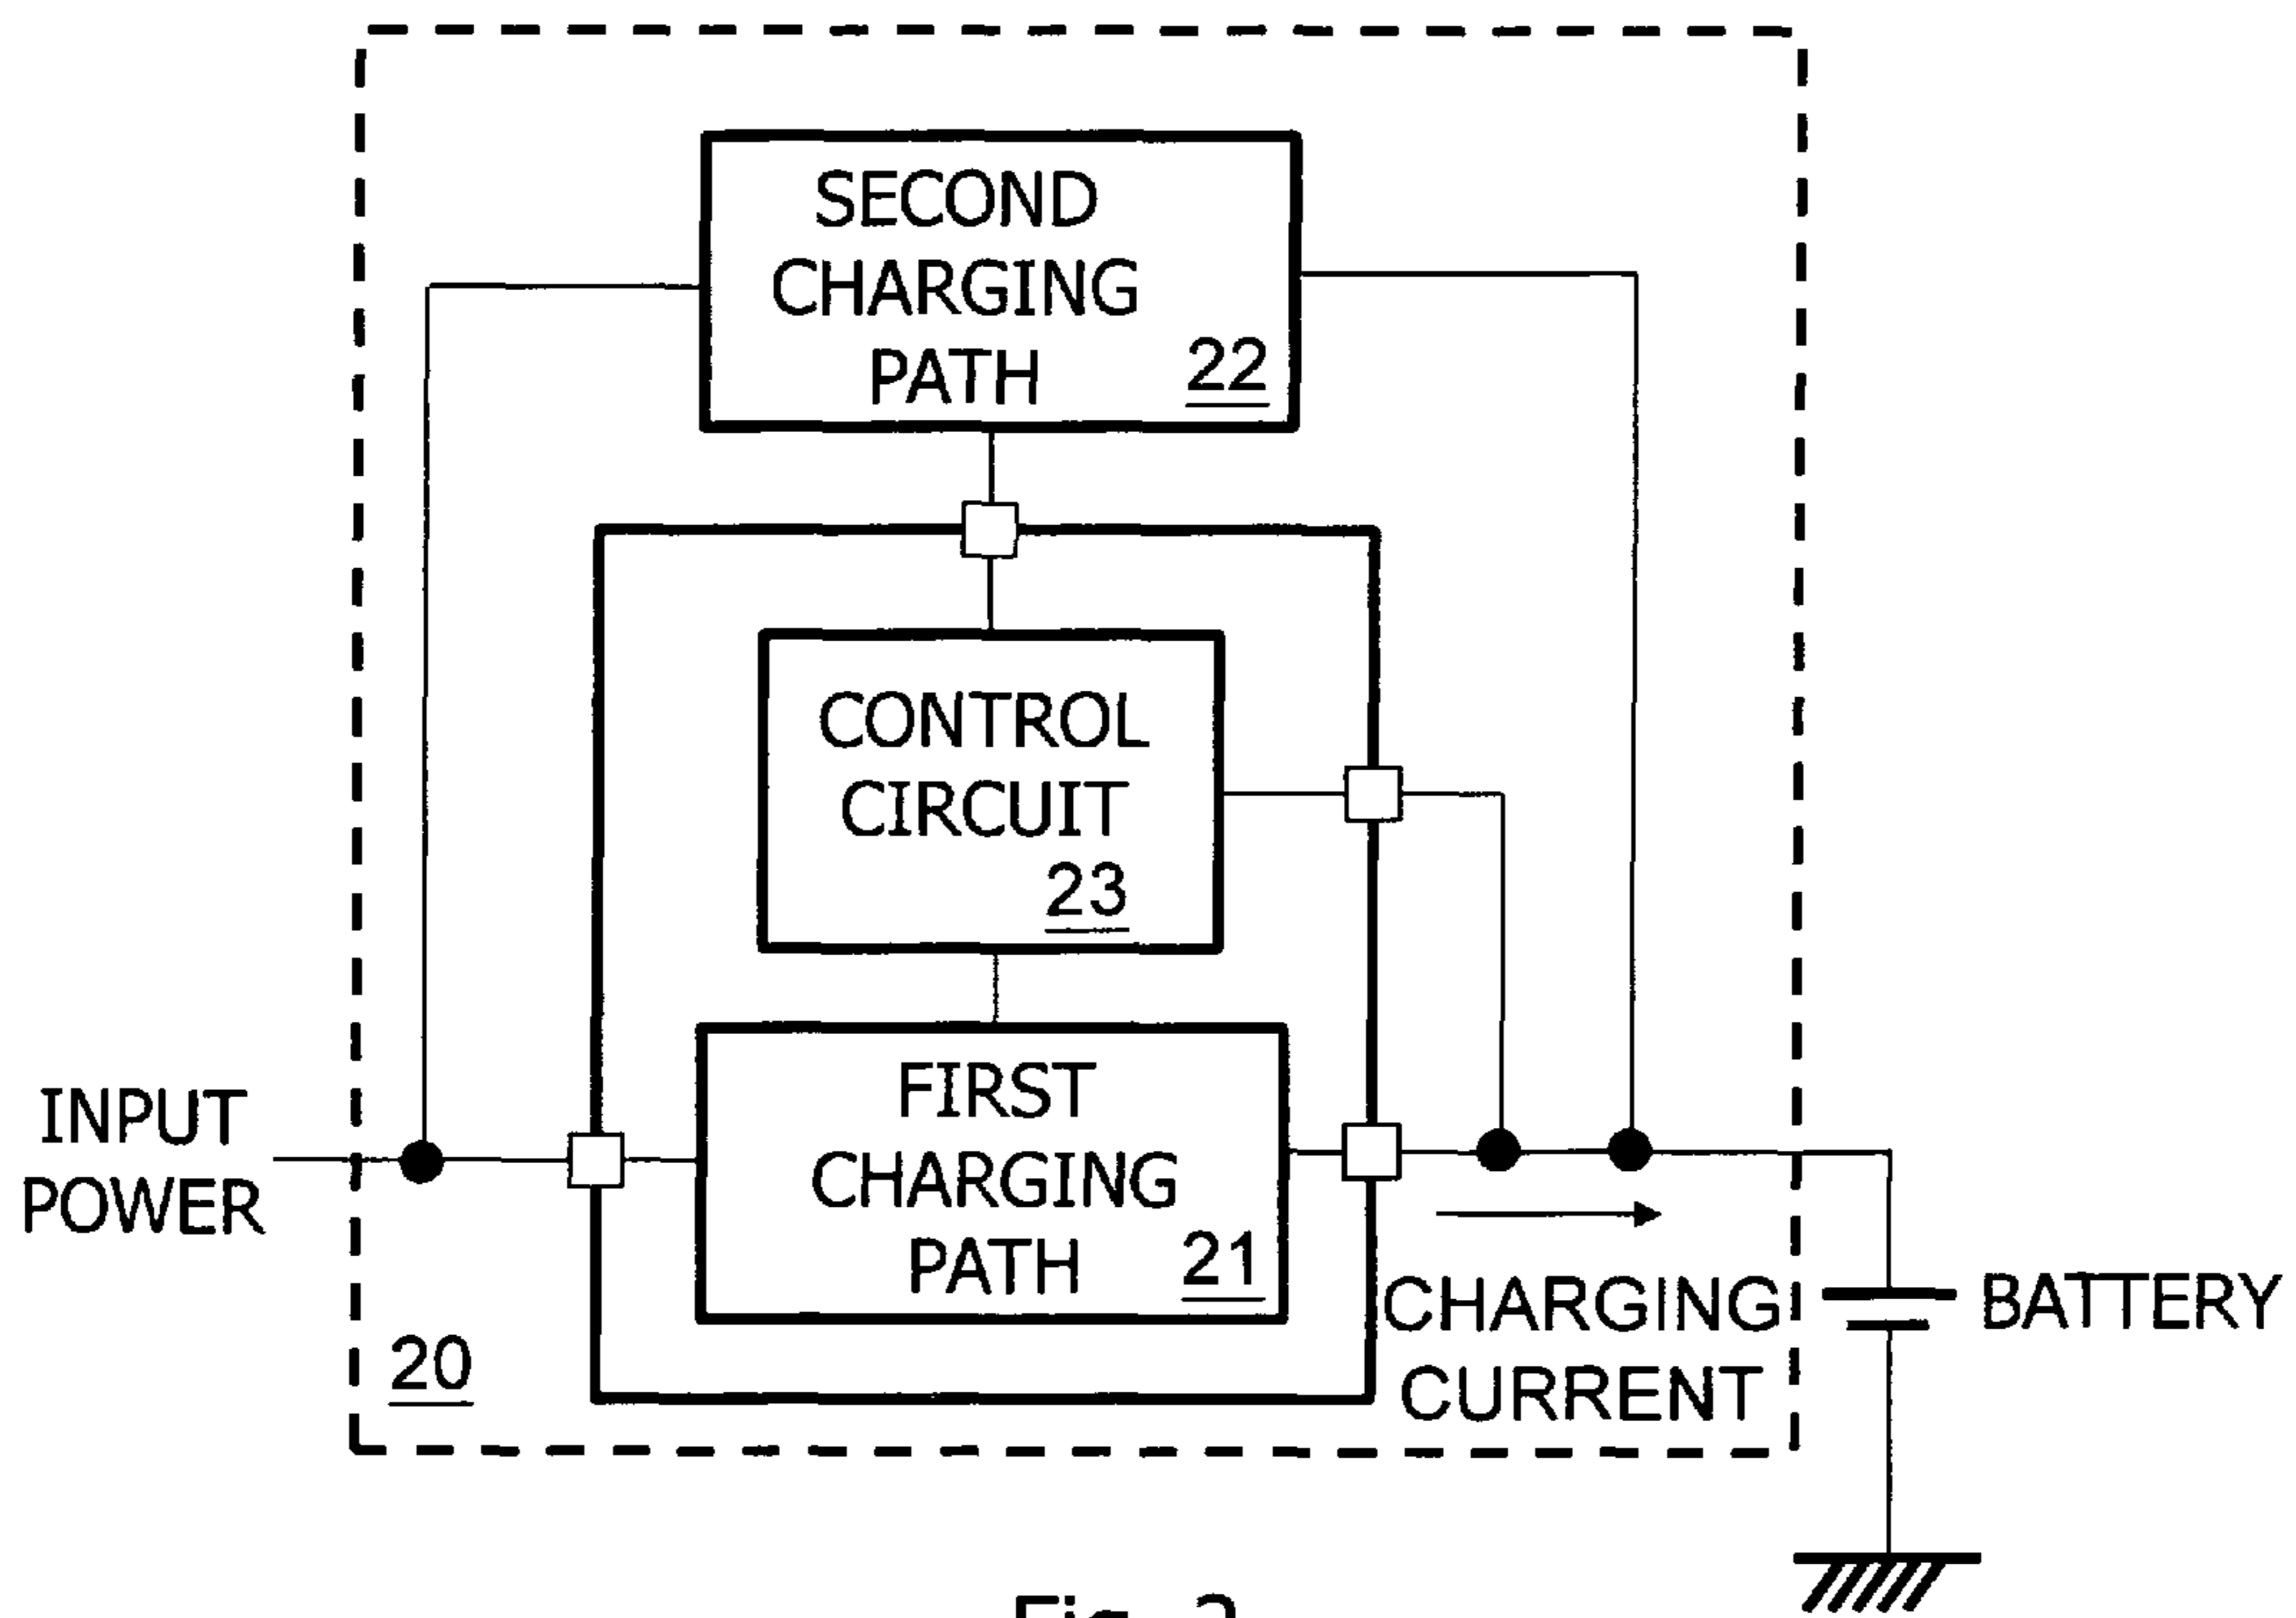 SECOND
CHARGING
PATH
22
CONTROL
CIRCUIT
23
INPUT
POWER
FIRST
CHARGING
PATH
21
CHARGING
CURRENT
BATTERY
20